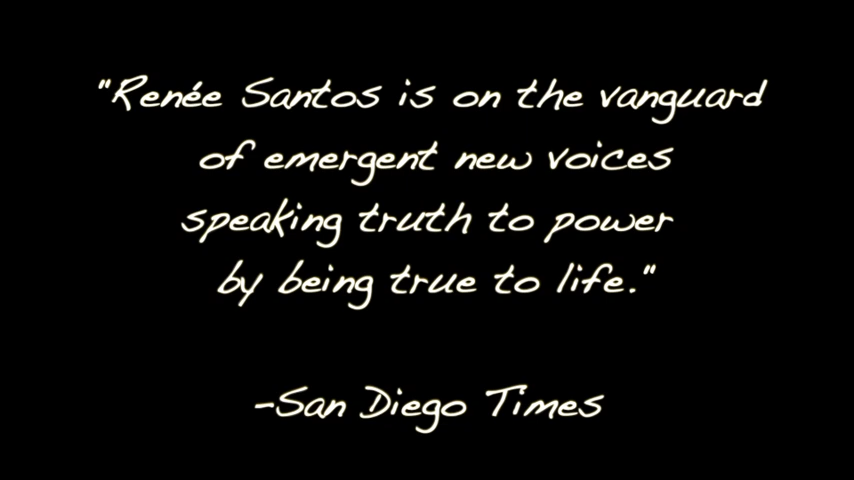 "Renée Santos is on the vanguard
of emergent new voices
speaking truth to power
by being true to life."
-San Diego Times